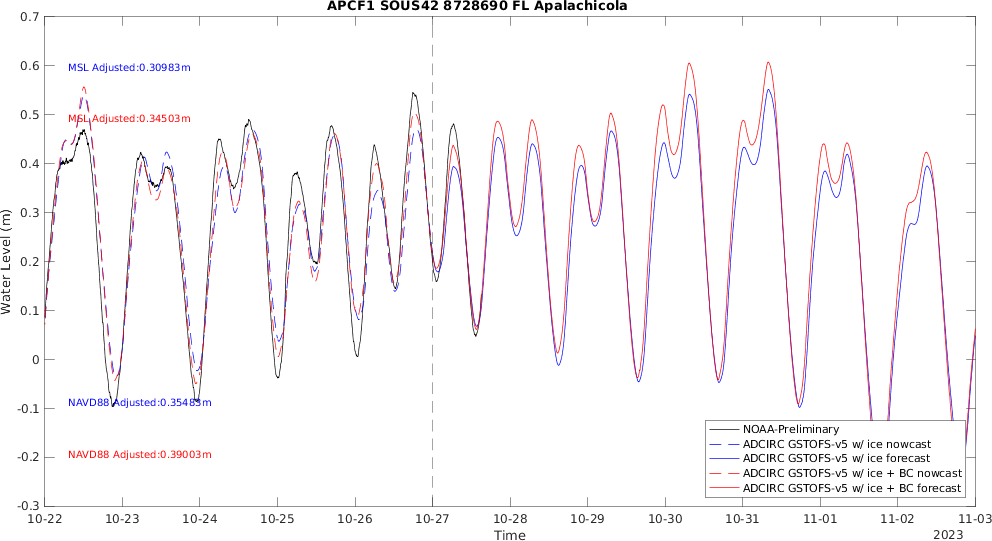 APCF1 SOUS42 8728690 FL Apalachicola
0.7
0.6
0.5
0.4
0.3
0.2
0.1
0
-0.1
-0.2
-0.3
Water Level (m)
MSL Adjusted:0.30983m
MSL Adjusted:0.34503m
NAVD88 Adjusted:0.35483m
NAVD88 Adjusted:0.39003m
NOAA-Preliminary
ADCIRC GSTOFS-v5 w/ ice nowcast
ADCIRC GSTOFS-v5 w/ ice forecast
ADCIRC GSTOFS-v5 w/ ice + BC nowcast
ADCIRC GSTOFS-v5 w/ ice + BC forecast
10-22 10-23 10-24 10-25 10-26 10-27 10-28 10-29 10-30 10-31 11-01 11-02 11-03
Time
2023